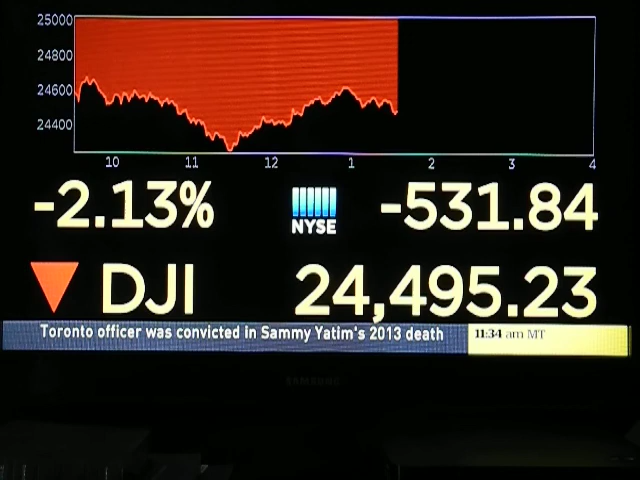 25000
24800
24600
24400
10 11 12 1 2 3 4
-2.13% NYSE -531.84
DJI 24,495.23
Toronto officer was convicted in Sammy Yatim's 2013 death 11:34 am MT
SAMSUNG